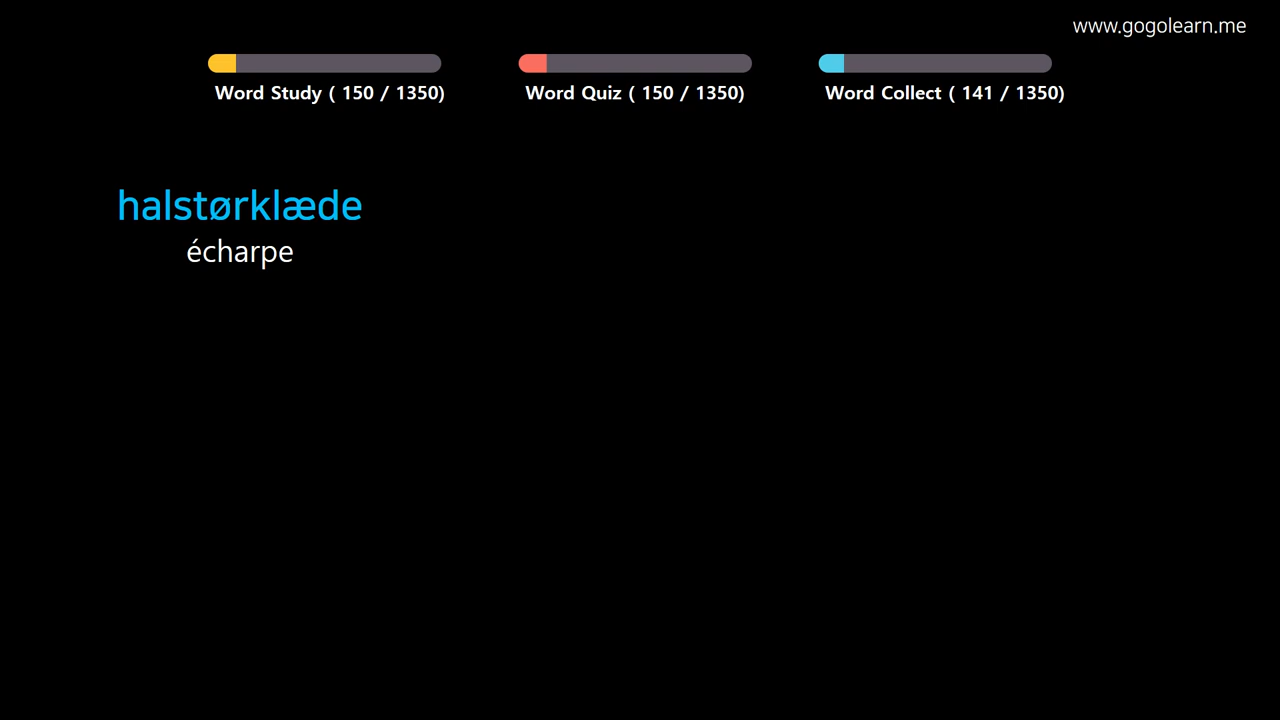 www.gogolearn.me
Word Study ( 150 / 1350)
Word Quiz ( 150 / 1350)
Word Collect ( 141 / 1350)
halstørklæde
écharpe